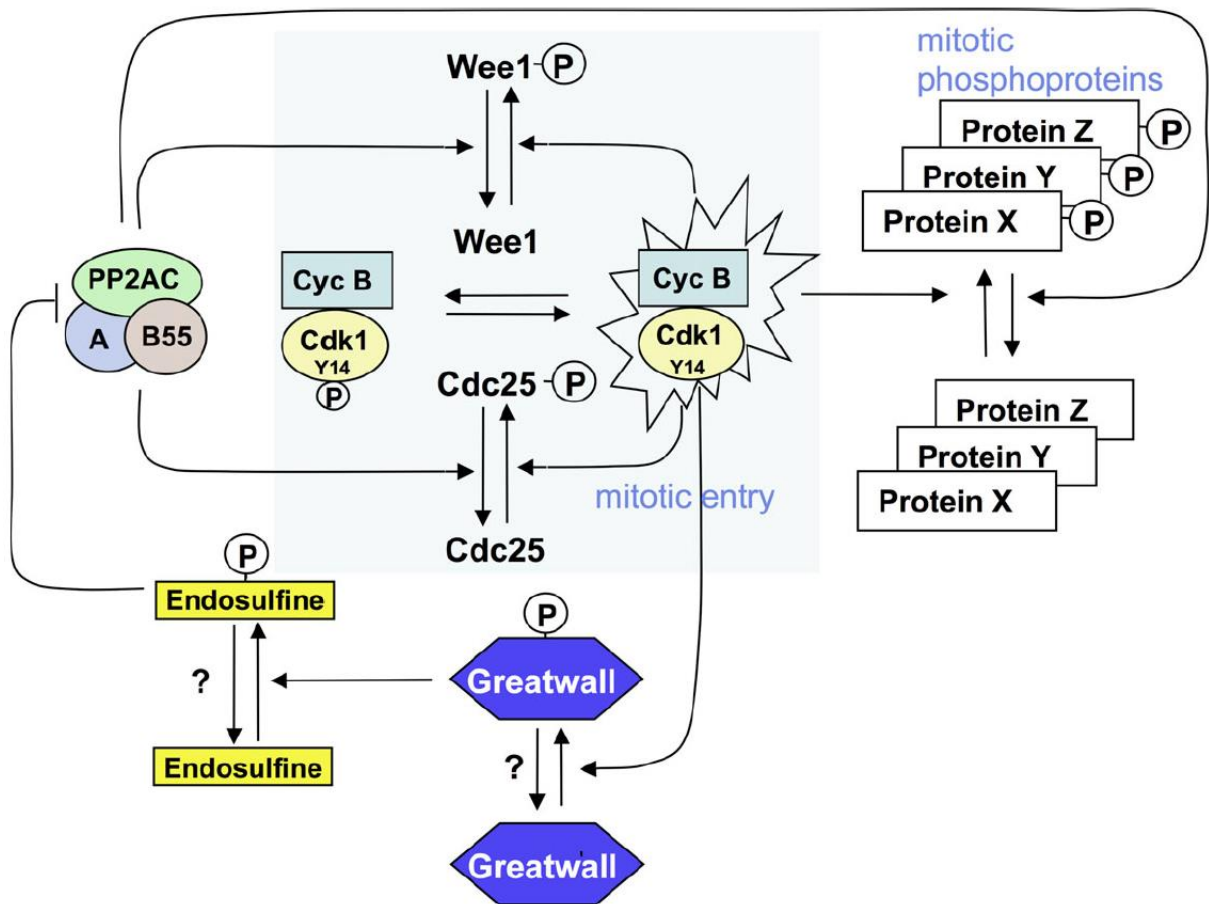 Wee1
P
mitotic
phosphoproteins
Protein Z
P
Protein Y
P
Protein X
P
Wee1
PP2AC
A
B55
Cyc B
Cdk1
Y14
P
Cyc B
Cdk1
Y14
Cdc25
P
Protein Z
Protein Y
Protein X
mitotic entry
Cdc25
P
Endosulfine
?
Endosulfine
P
Greatwall
?
Greatwall